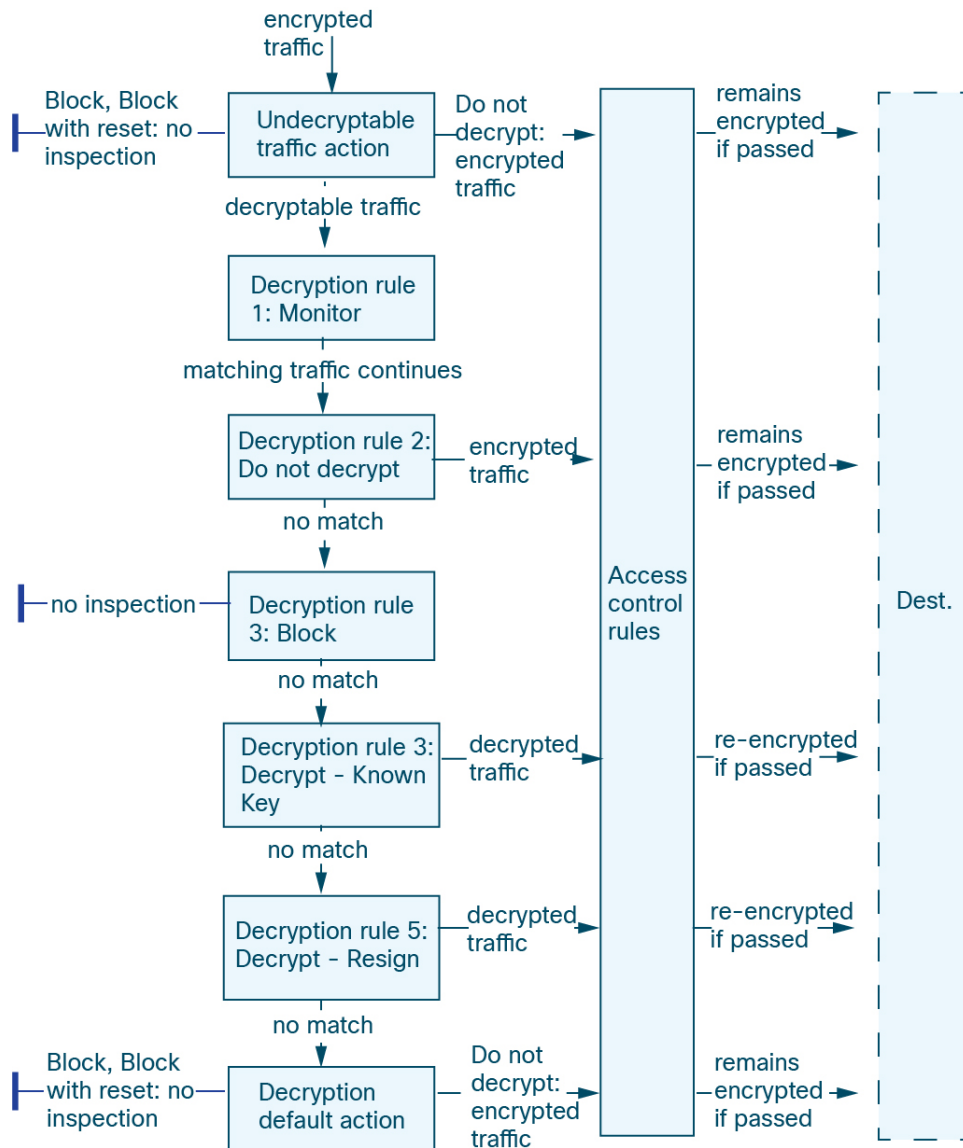 encrypted
traffic
Block, Block
with reset: no
inspection
Undecryptable
traffic action
Do not
decrypt:
encrypted
traffic
remains
encrypted
if passed
decryptable traffic
Decryption rule
1: Monitor
matching traffic continues
Decryption rule 2:
Do not decrypt
encrypted
traffic
remains
encrypted
if passed
no match
no inspection
Decryption rule
3: Block
Access
control
rules
Dest.
no match
Decryption rule 3:
Decrypt - Known
Key
decrypted
traffic
re-encrypted
if passed
no match
Decryption rule 5:
Decrypt - Resign
decrypted
traffic
re-encrypted
if passed
no match
Block, Block
with reset: no
inspection
Decryption
default action
Do not
decrypt:
encrypted
traffic
remains
encrypted
if passed